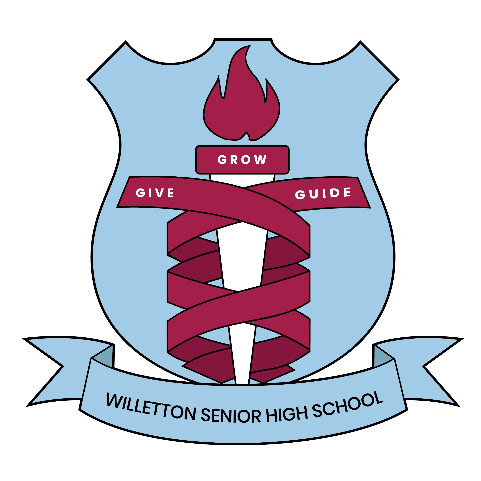 GROW
GIVE GUIDE
WILLETTON SENIOR HIGH SCHOOL